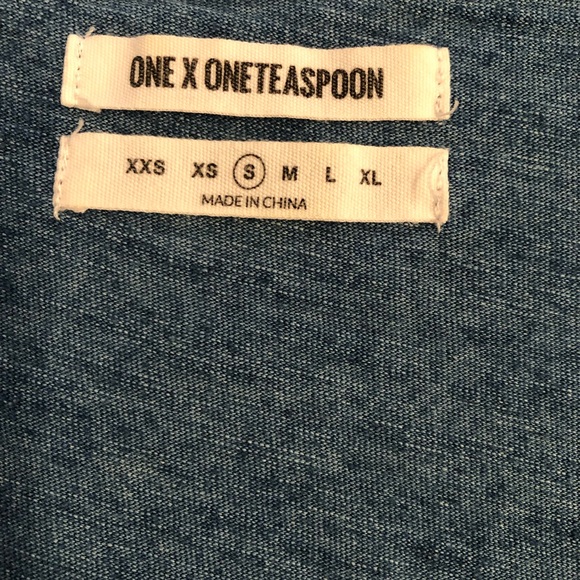 ONE X ONETEASPOON
XXS XS S M L XL
MADE IN CHINA